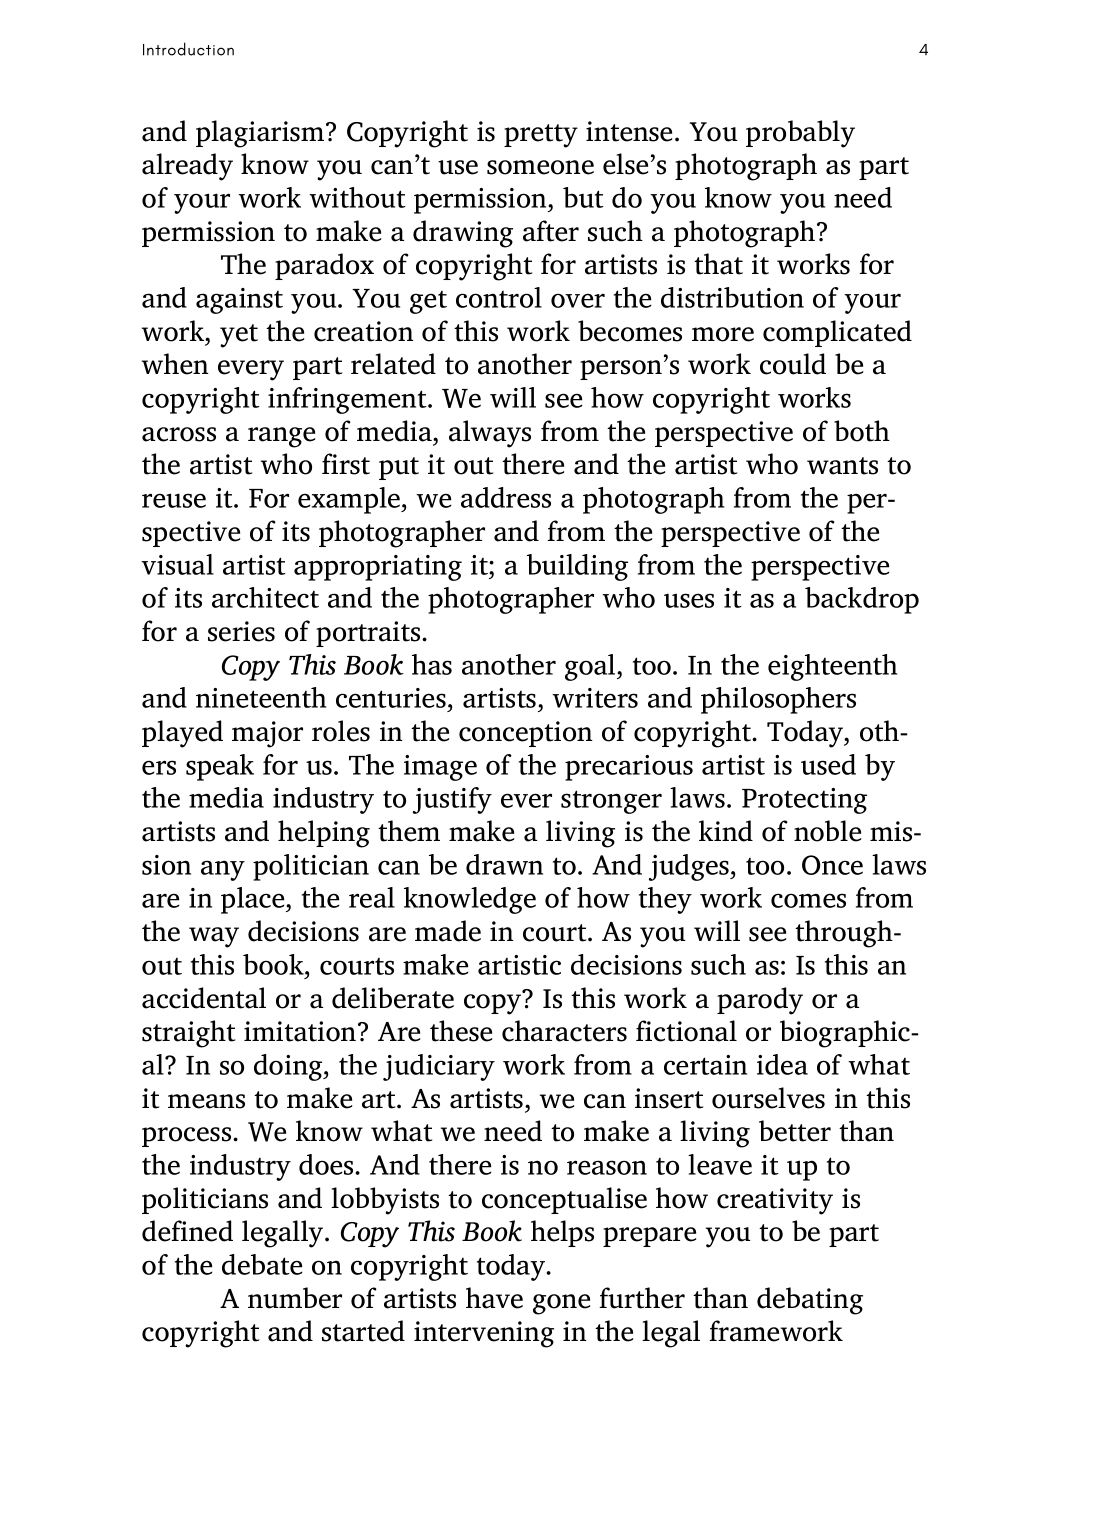 Introduction 4
and plagiarism? Copyright is pretty intense. You probably
already know you can’t use someone else’s photograph as part
of your work without permission, but do you know you need
permission to make a drawing after such a photograph?
The paradox of copyright for artists is that it works for
and against you. You get control over the distribution of your
work, yet the creation of this work becomes more complicated
when every part related to another person’s work could be a
copyright infringement. We will see how copyright works
across a range of media, always from the perspective of both
the artist who first put it out there and the artist who wants to
reuse it. For example, we address a photograph from the per-
spective of its photographer and from the perspective of the
visual artist appropriating it; a building from the perspective
of its architect and the photographer who uses it as a backdrop
for a series of portraits.
Copy This Book has another goal, too. In the eighteenth
and nineteenth centuries, artists, writers and philosophers
played major roles in the conception of copyright. Today, oth-
ers speak for us. The image of the precarious artist is used by
the media industry to justify ever stronger laws. Protecting
artists and helping them make a living is the kind of noble mis-
sion any politician can be drawn to. And judges, too. Once laws
are in place, the real knowledge of how they work comes from
the way decisions are made in court. As you will see through-
out this book, courts make artistic decisions such as: Is this an
accidental or a deliberate copy? Is this work a parody or a
straight imitation? Are these characters fictional or biographic-
al? In so doing, the judiciary work from a certain idea of what
it means to make art. As artists, we can insert ourselves in this
process. We know what we need to make a living better than
the industry does. And there is no reason to leave it up to
politicians and lobbyists to conceptualise how creativity is
defined legally. Copy This Book helps prepare you to be part
of the debate on copyright today.
A number of artists have gone further than debating
copyright and started intervening in the legal framework